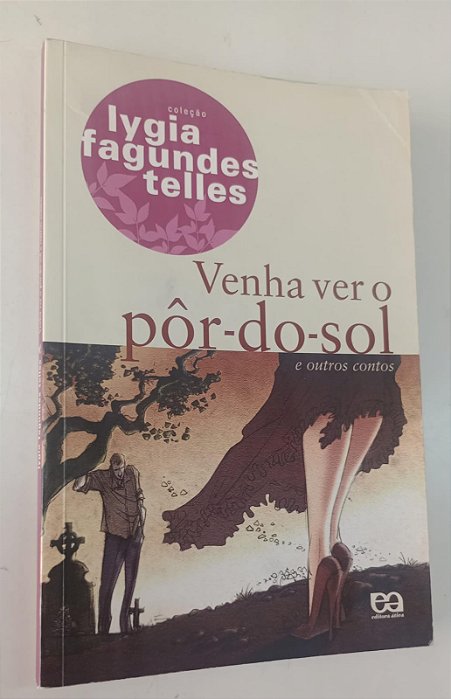 coleção
lygia
fagundes
telles
Venha ver o
pôr-do-sol
e outros contos
editora ática